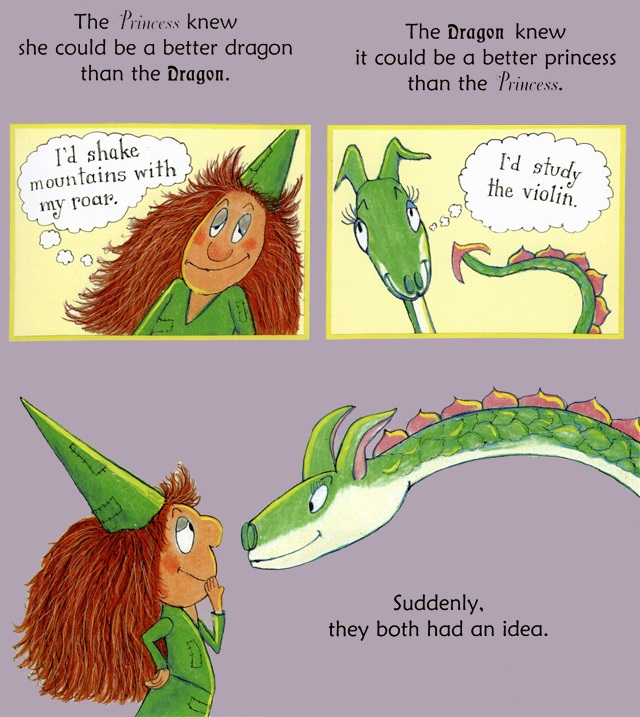 The Princess knew
she could be a better dragon
than the Dragon.
The Dragon knew
it could be a better princess
than the Princess.
I'd shake
mountains with
my roar.
I'd study
the violin.
Suddenly,
they both had an idea.